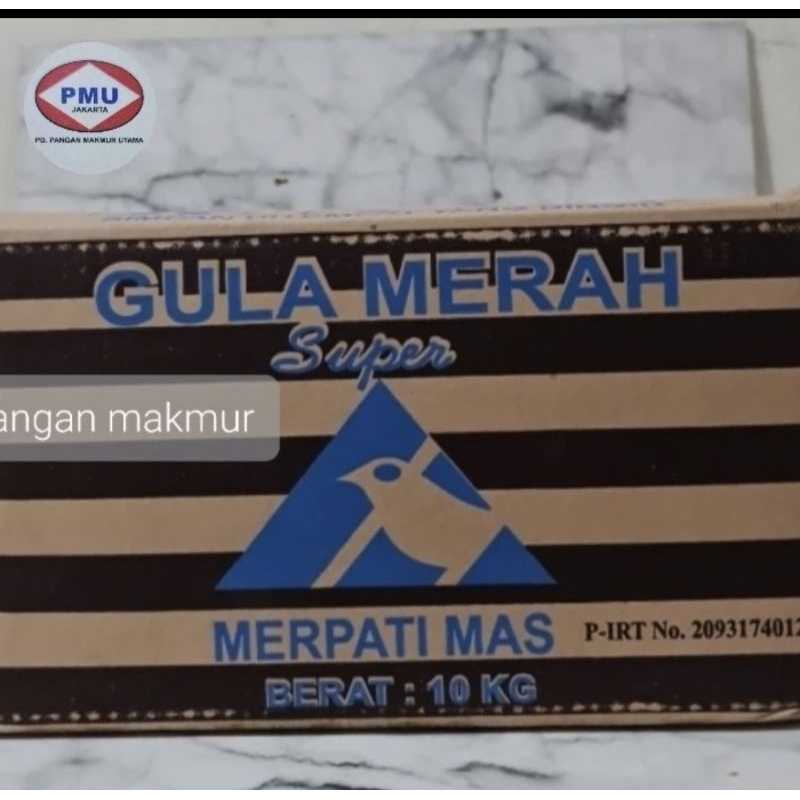 PMU
JAKARTA
PD. PANGAN MAKMUR UTAMA
GULA MERAH
Super
angan makmur
MERPATI MAS
P-IRT No. 2093174012
BERAT : 10 KG